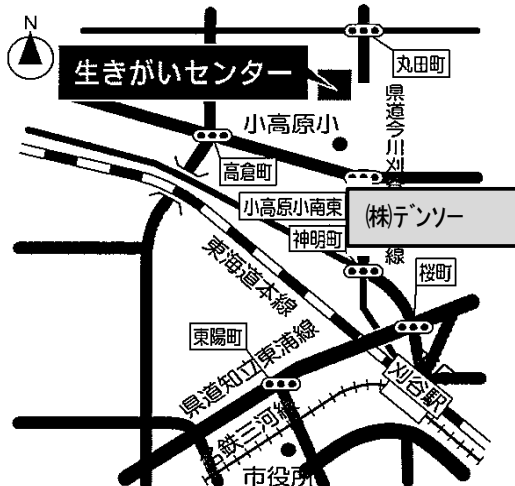 N
丸田町
生きがいセンター
小高原小
高倉町
県道今川刈
線
小高原小南東
(株)デンソー
神明町
東海道本線
桜町
東陽町
県道知立東浦線
刈谷駅
名鉄三河線
市役所